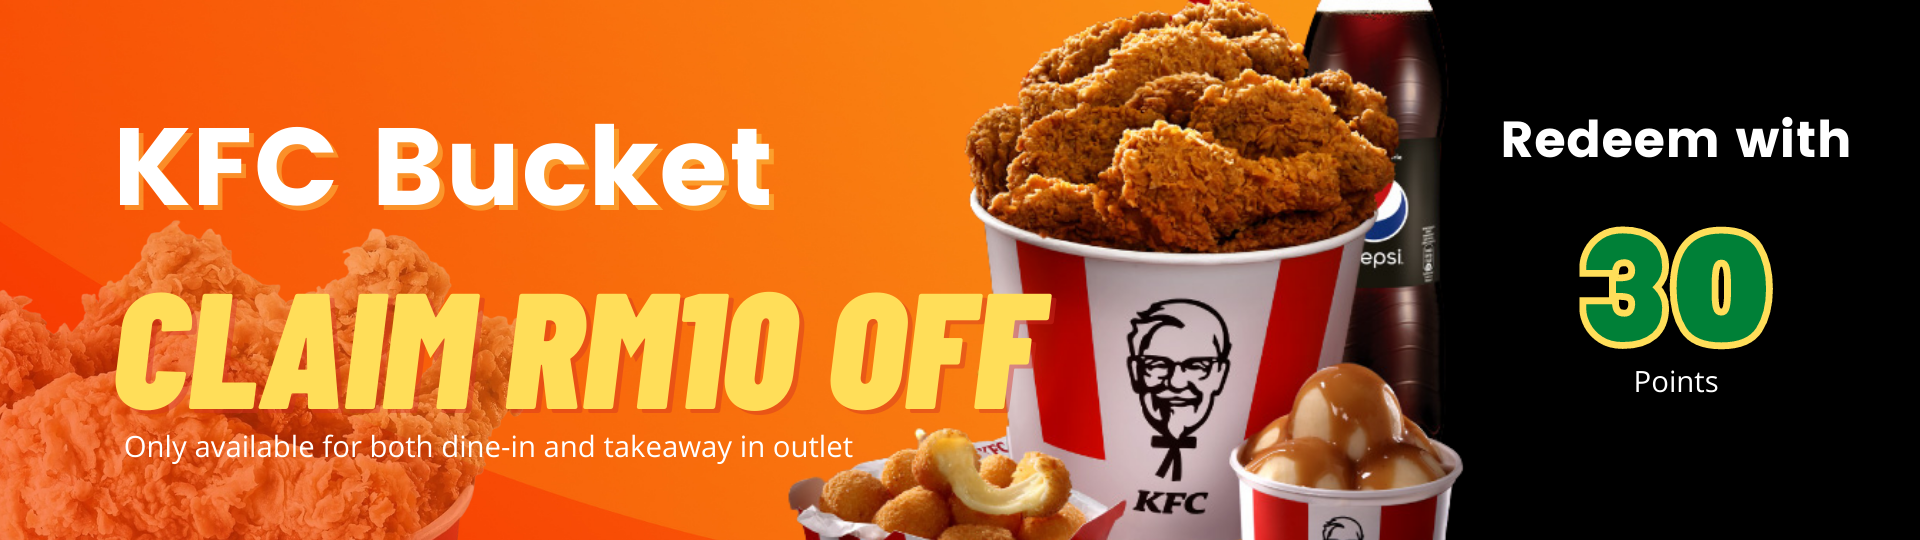 KFC Bucket
CLAIM RM10 OFF
Only available for both dine-in and takeaway in outlet
KFC
KFC
epsi
Redeem with
30
Points